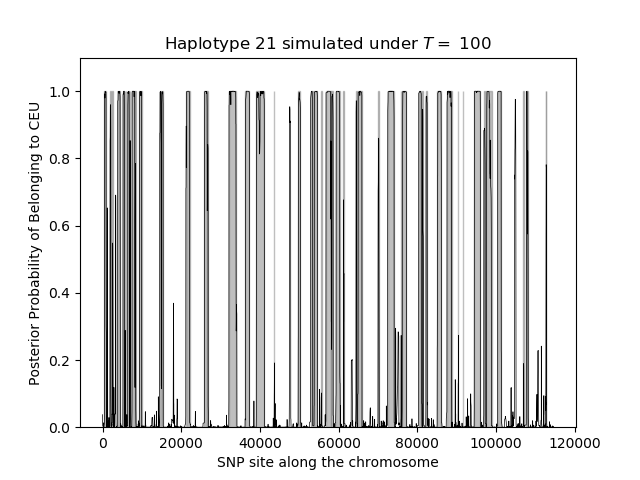 Haplotype 21 simulated under T = 100
Posterior Probability of Belonging to CEU
1.0
0.8
0.6
0.4
0.2
0.0
0 20000 40000 60000 80000 100000 120000
SNP site along the chromosome